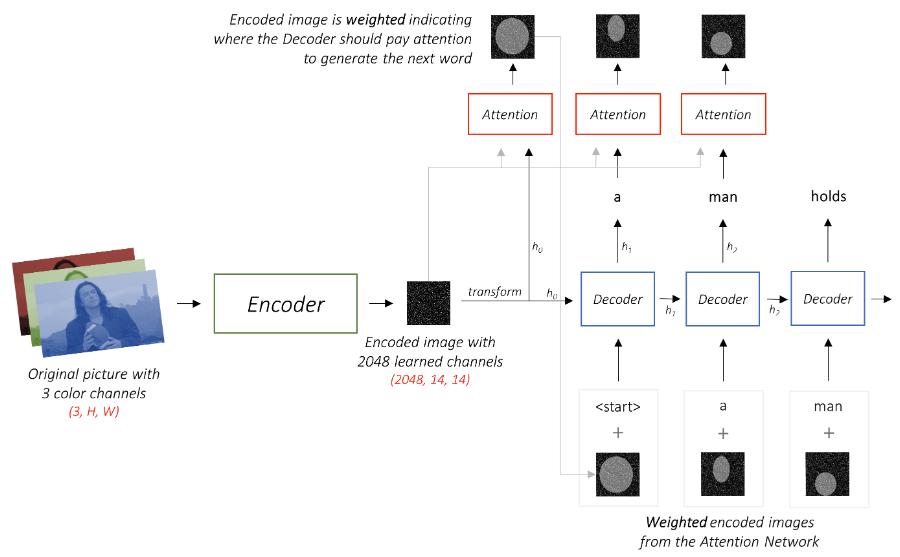 Encoded image is weighted indicating
where the Decoder should pay attention
to generate the next word
Attention
Attention
Attention
a
man
holds
h0
h1
h2
Encoder
transform
h0
Decoder
h1
Decoder
h2
Decoder
Original picture with
3 color channels
(3, H, W)
Encoded image with
2048 learned channels
(2048, 14, 14)
<start>
+
a
+
man
+
Weighted encoded images
from the Attention Network